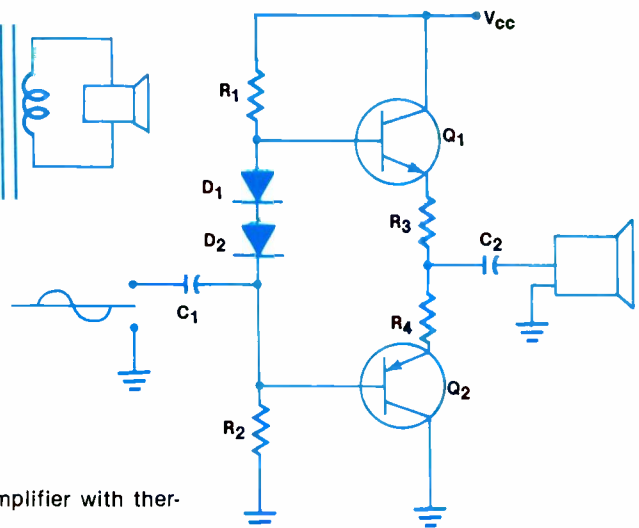 Vcc
R1
Q1
D1
R3
D2
C2
C1
R4
Q2
R2
mplifier with ther-